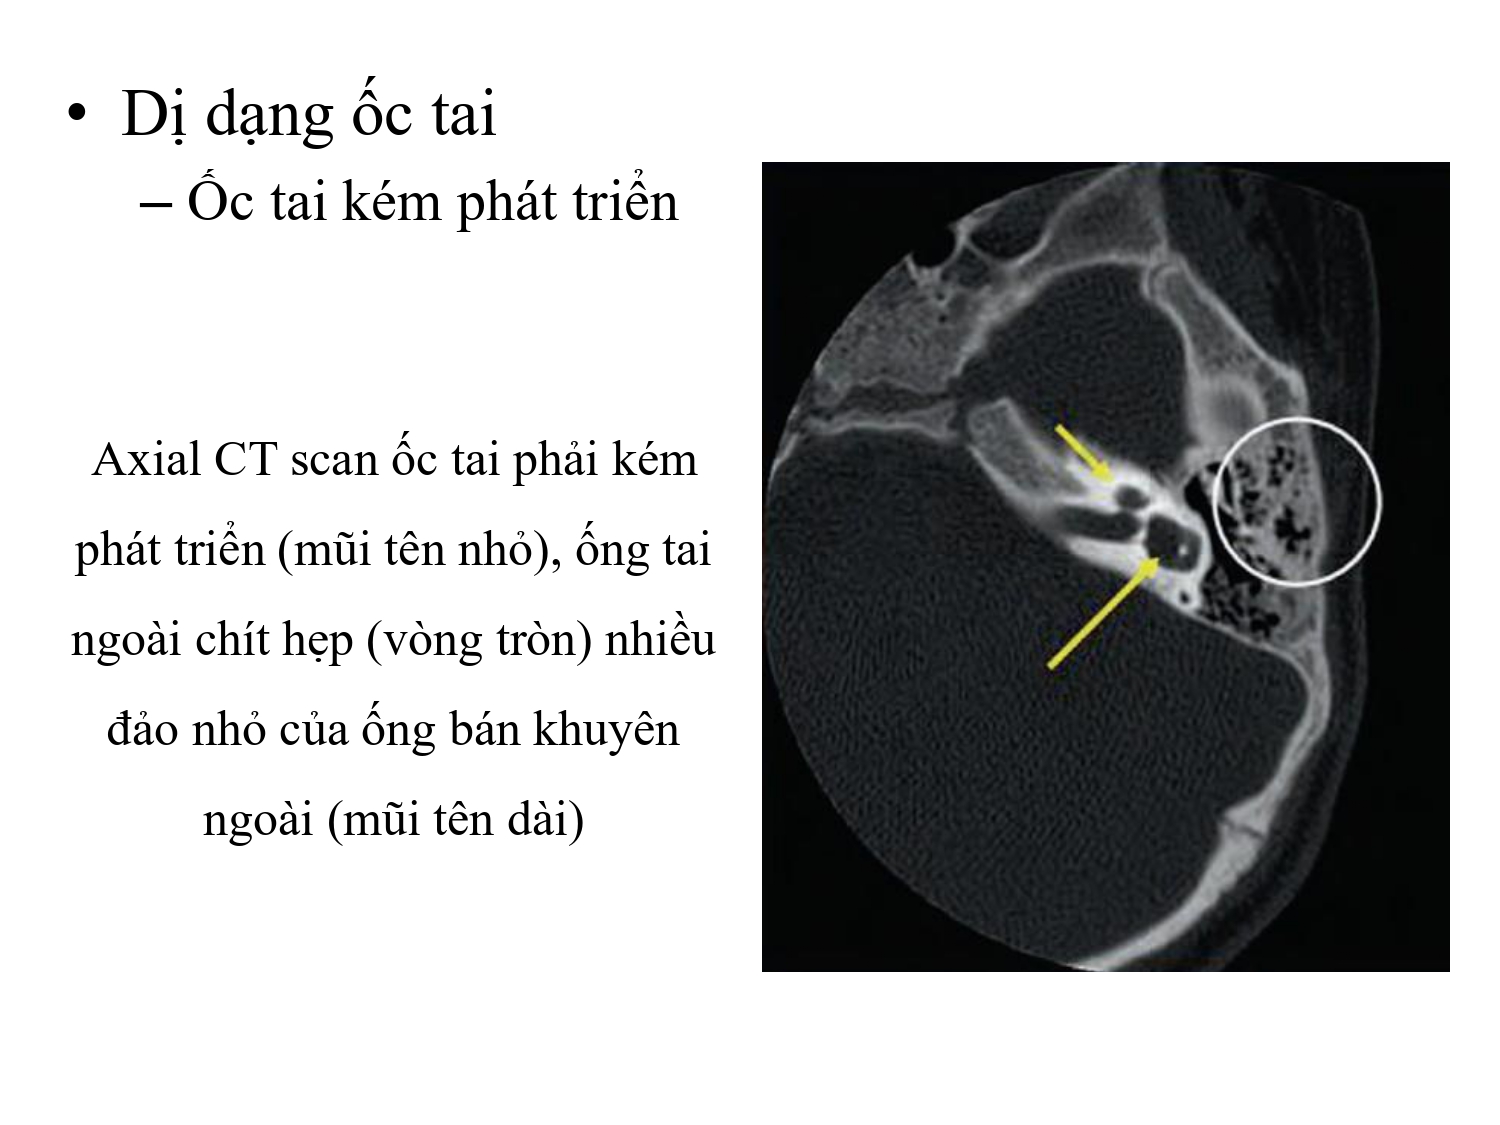 • Dị dạng ốc tai
– Ốc tai kém phát triển
Axial CT scan ốc tai phải kém
phát triển (mũi tên nhỏ), ống tai
ngoài chít hẹp (vòng tròn) nhiều
đảo nhỏ của ống bán khuyên
ngoài (mũi tên dài)